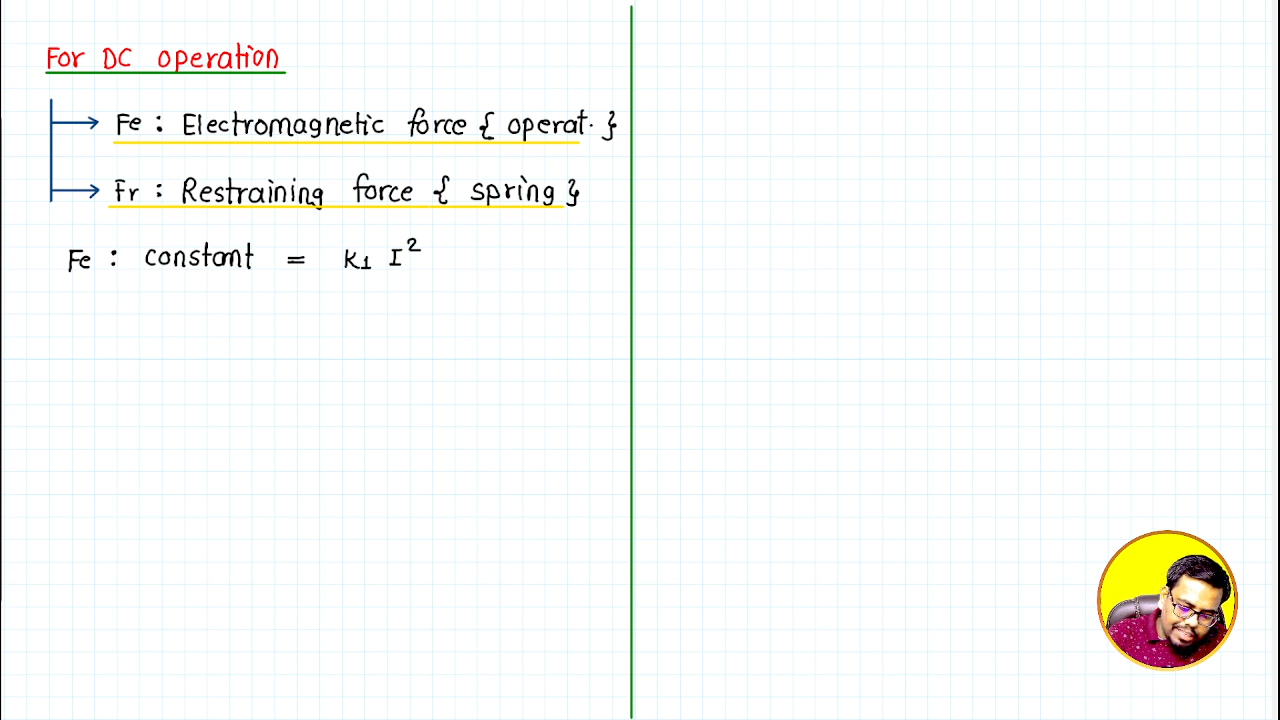 For DC operation
Fe : Electromagnetic force { operat. }
Fr : Restraining force { spring }
Fe : constant = K1 I²